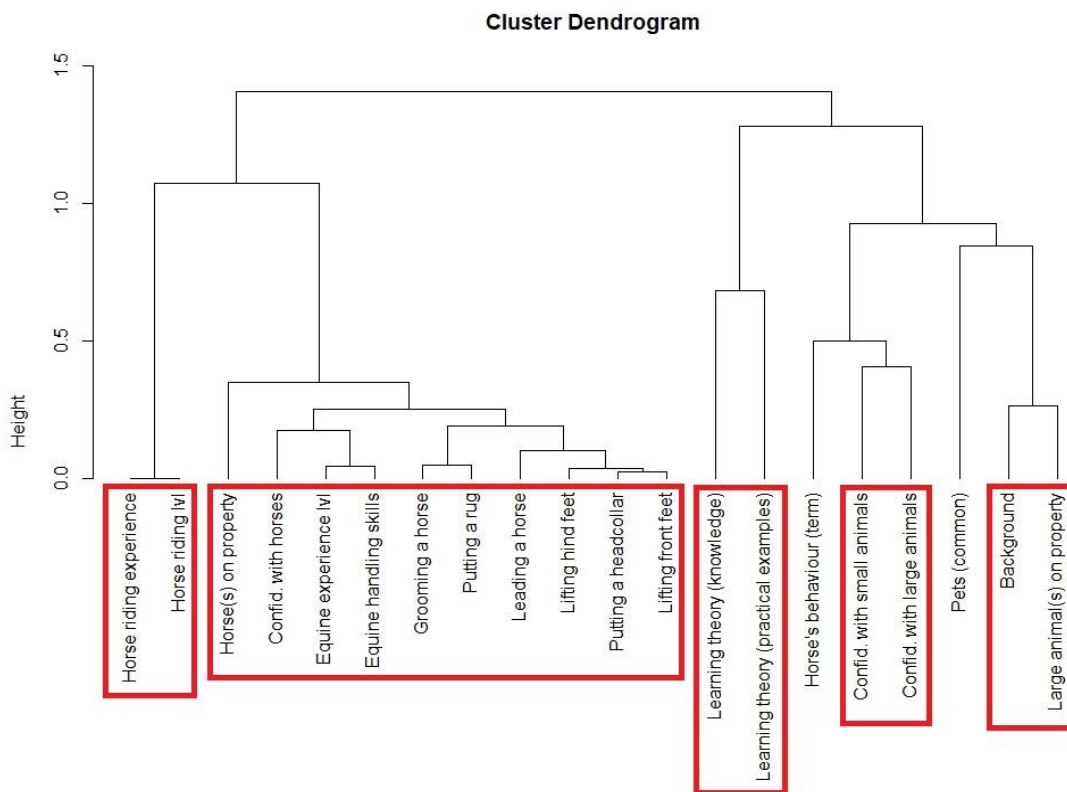 Cluster Dendrogram
Height
1.5
1.0
0.5
0.0
Horse riding experience
Horse riding lvl
Horse(s) on property
Confid. with horses
Equine experience lvl
Equine handling skills
Grooming a horse
Putting a rug
Leading a horse
Lifting hind feet
Putting a headcollar
Lifting front feet
Learning theory (knowledge)
Learning theory (practical examples)
Horse's behaviour (term)
Confid. with small animals
Confid. with large animals
Pets (common)
Background
Large animal(s) on property